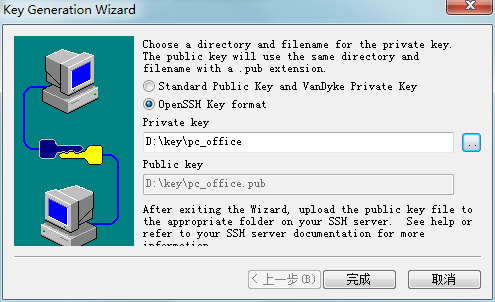 Key Generation Wizard
Choose a directory and filename for the private key.
The public key will use the same directory and
filename with a .pub extension.
Standard Public Key and VanDyke Private Key
OpenSSH Key format
Private key
D:\key\pc_office
..
Public key
D:\key\pc_office.pub
After exiting the Wizard, upload the public key file to
the appropriate folder on your SSH server.  See help or
refer to your SSH server documentation for more
information.
< 上一步(B)
完成
取消